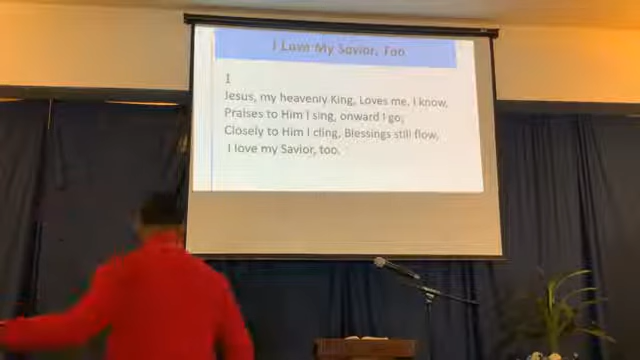 I Love My Savior, Too
1
Jesus, my heavenly King, Loves me, I know,
Praises to Him I sing, onward I go;
Closely to Him I cling, Blessings still flow,
I love my Savior, too.